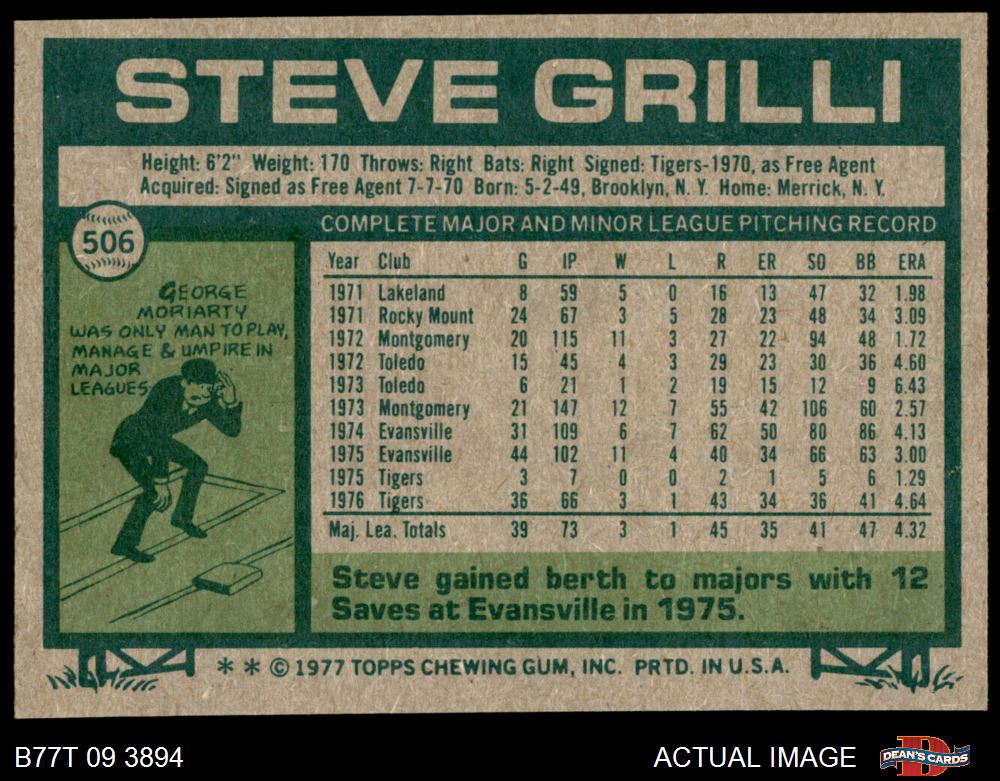 STEVE GRILLI
Height: 6'2" Weight: 170 Throws: Right Bats: Right Signed: Tigers-1970, as Free Agent
Acquired: Signed as Free Agent 7-7-70 Born: 5-2-49, Brooklyn, N. Y. Home: Merrick, N. Y.
506
GEORGE
MORIARTY
WAS ONLY MAN TO PLAY,
MANAGE & UMPIRE IN
MAJOR
LEAGUES
COMPLETE MAJOR AND MINOR LEAGUE PITCHING RECORD
Year Club G IP W L R ER SO BB ERA
1971 Lakeland 8 59 5 0 16 13 47 32 1.98
1971 Rocky Mount 24 67 3 5 28 23 48 34 3.09
1972 Montgomery 20 115 11 3 27 22 94 48 1.72
1972 Toledo 15 45 4 3 29 23 30 36 4.60
1973 Toledo 6 21 1 2 19 15 12 9 6.43
1973 Montgomery 21 147 12 7 55 42 106 60 2.57
1974 Evansville 31 109 6 7 62 50 80 86 4.13
1975 Evansville 44 102 11 4 40 34 66 63 3.00
1975 Tigers 3 7 0 0 2 1 5 6 1.29
1976 Tigers 36 66 3 1 43 34 36 41 4.64
Maj. Lea. Totals 39 73 3 1 45 35 41 47 4.32
Steve gained berth to majors with 12
Saves at Evansville in 1975.
* * © 1977 TOPPS CHEWING GUM, INC. PRTD. IN U.S.A.
B77T 09 3894
ACTUAL IMAGE
D
DEAN'S CARDS